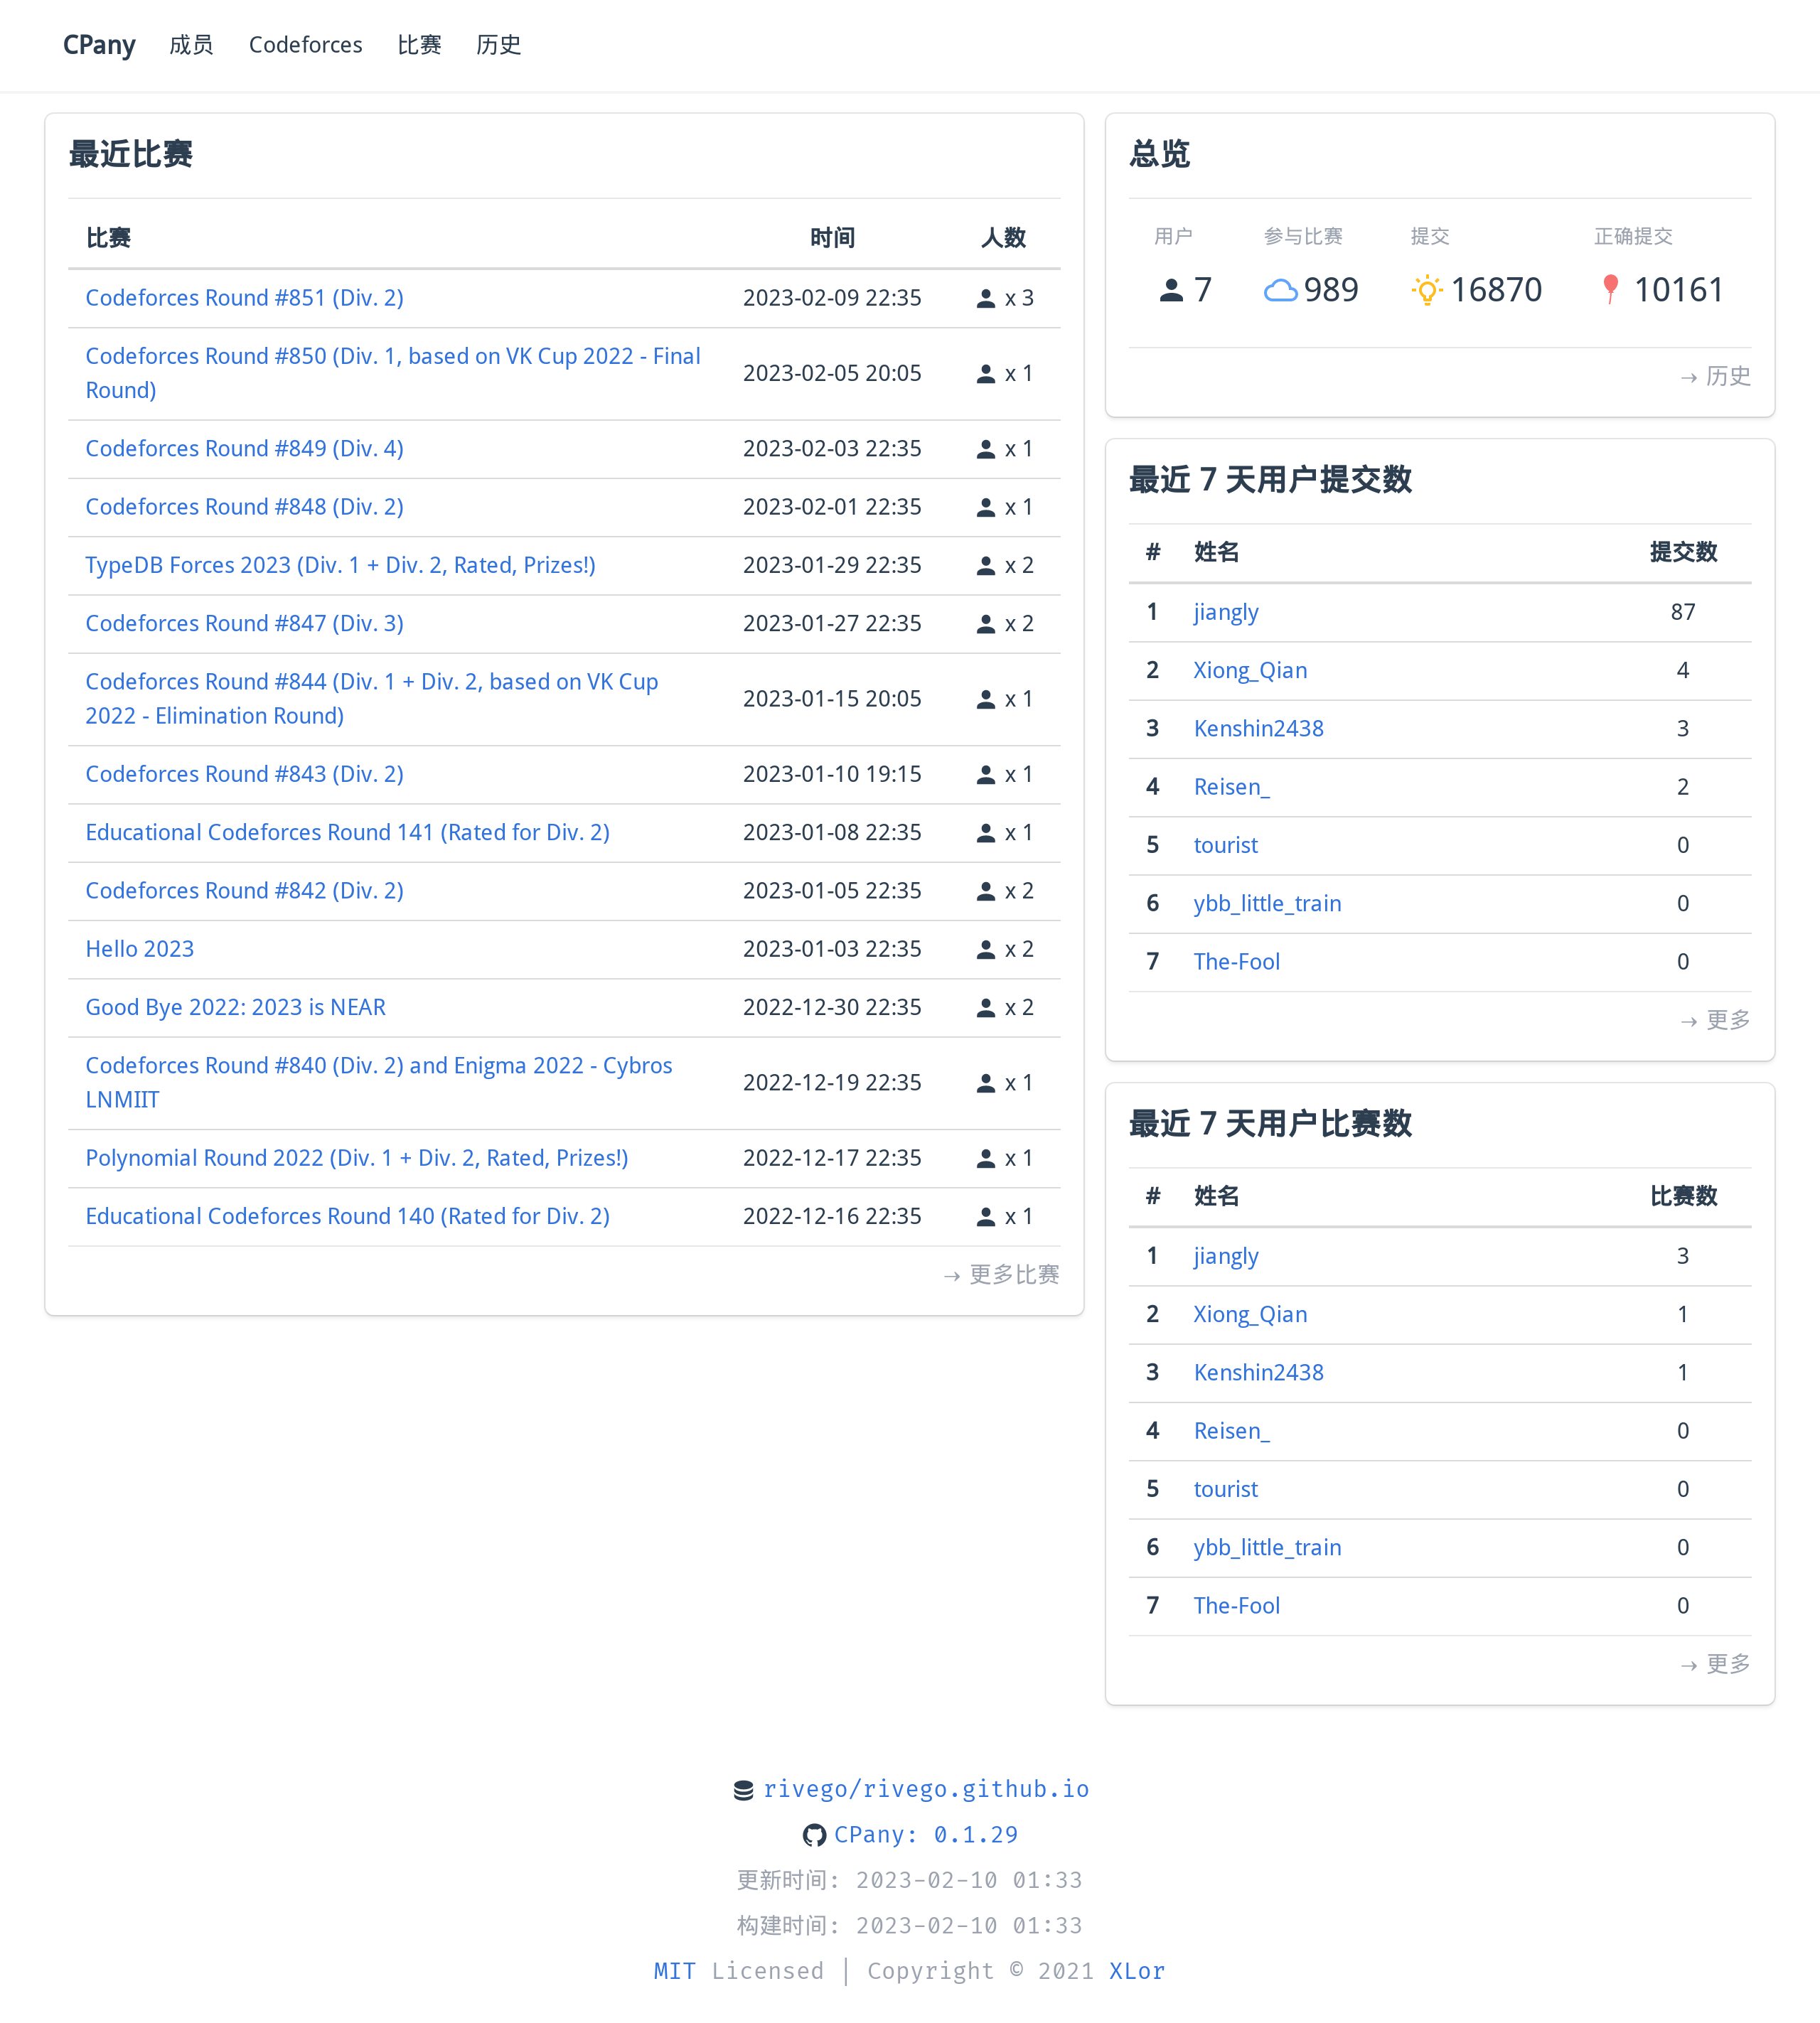 CPany 成员 Codeforces 比赛 历史
最近比赛
比赛 时间 人数
Codeforces Round #851 (Div. 2) 2023-02-09 22:35 x 3
Codeforces Round #850 (Div. 1, based on VK Cup 2022 - Final
Round) 2023-02-05 20:05 x 1
Codeforces Round #849 (Div. 4) 2023-02-03 22:35 x 1
Codeforces Round #848 (Div. 2) 2023-02-01 22:35 x 1
TypeDB Forces 2023 (Div. 1 + Div. 2, Rated, Prizes!) 2023-01-29 22:35 x 2
Codeforces Round #847 (Div. 3) 2023-01-27 22:35 x 2
Codeforces Round #844 (Div. 1 + Div. 2, based on VK Cup
2022 - Elimination Round) 2023-01-15 20:05 x 1
Codeforces Round #843 (Div. 2) 2023-01-10 19:15 x 1
Educational Codeforces Round 141 (Rated for Div. 2) 2023-01-08 22:35 x 1
Codeforces Round #842 (Div. 2) 2023-01-05 22:35 x 2
Hello 2023 2023-01-03 22:35 x 2
Good Bye 2022: 2023 is NEAR 2022-12-30 22:35 x 2
Codeforces Round #840 (Div. 2) and Enigma 2022 - Cybros
LNMIIT 2022-12-19 22:35 x 1
Polynomial Round 2022 (Div. 1 + Div. 2, Rated, Prizes!) 2022-12-17 22:35 x 1
Educational Codeforces Round 140 (Rated for Div. 2) 2022-12-16 22:35 x 1
→ 更多比赛
总览
用户 参与比赛 提交 正确提交
7 989 16870 10161
→ 历史
最近 7 天用户提交数
# 姓名 提交数
1 jiangly 87
2 Xiong_Qian 4
3 Kenshin2438 3
4 Reisen_ 2
5 tourist 0
6 ybb_little_train 0
7 The-Fool 0
→ 更多
最近 7 天用户比赛数
# 姓名 比赛数
1 jiangly 3
2 Xiong_Qian 1
3 Kenshin2438 1
4 Reisen_ 0
5 tourist 0
6 ybb_little_train 0
7 The-Fool 0
→ 更多
rivego/rivego.github.io
CPany: 0.1.29
更新时间: 2023-02-10 01:33
构建时间: 2023-02-10 01:33
MIT Licensed | Copyright © 2021 XLor